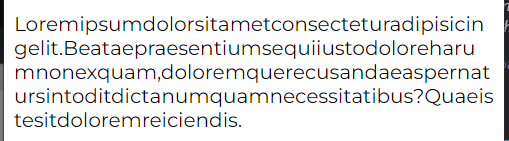 Loremipsumdolorsitametconsecteturadipisicin
gelit.Beataepraesentiumsequiiustodoloreharu
mnonexquam,doloremquerecusandaeaspernat
ursintoditdictanumquamnecessitatibus?Quaeis
tesitdoloremreiciendis.